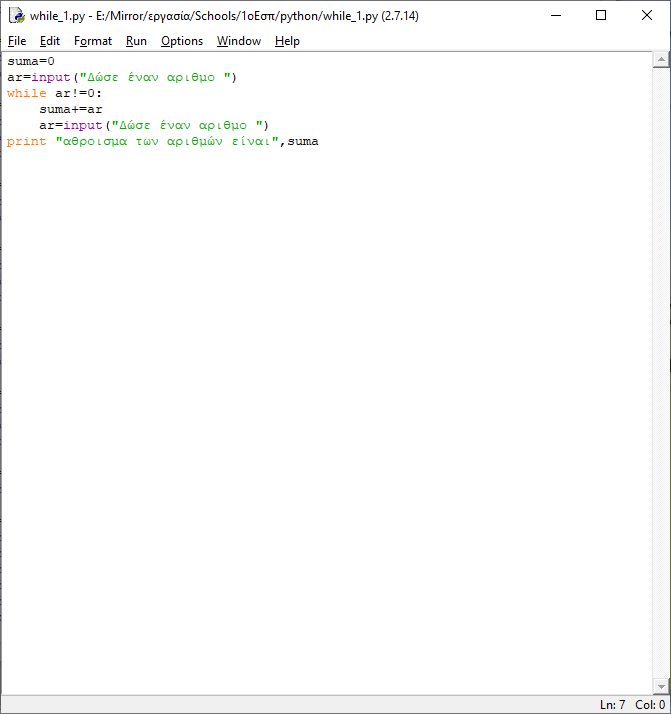 while_1.py - E:/Mirror/εργασία/Schools/1οΕσπ/python/while_1.py (2.7.14)
File Edit Format Run Options Window Help
suma=0
ar=input("Δώσε έναν αριθμο ")
while ar!=0:
    suma+=ar
    ar=input("Δώσε έναν αριθμο ")
print "αθροισμα των αριθμών είναι",suma
Ln: 7 Col: 0